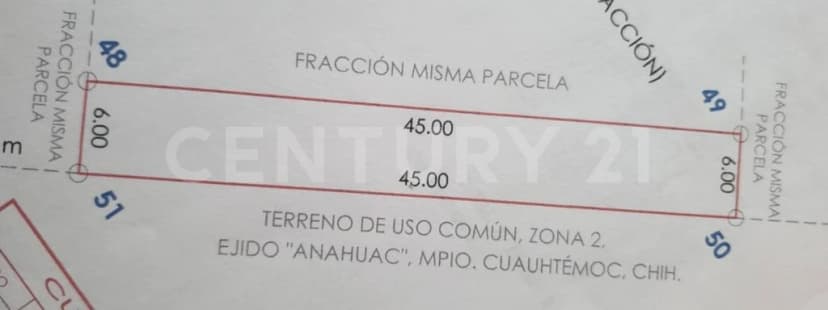 ACCIÓN)
48
FRACCIÓN MISMA
PARCELA
FRACCIÓN MISMA PARCELA
49
FRACCIÓN MISMA
PARCELA
6.00
45.00
CENTURY 21
6.00
m
45.00
51
TERRENO DE USO COMÚN, ZONA 2,
50
EJIDO "ANAHUAC", MPIO. CUAUHTÉMOC, CHIH.